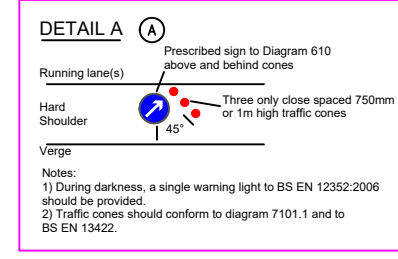 DETAIL A A
Prescribed sign to Diagram 610
above and behind cones
Running lane(s)
Three only close spaced 750mm
or 1m high traffic cones
Hard
Shoulder
45°
Verge
Notes:
1) During darkness, a single warning light to BS EN 12352:2006
should be provided.
2) Traffic cones should conform to diagram 7101.1 and to
BS EN 13422.